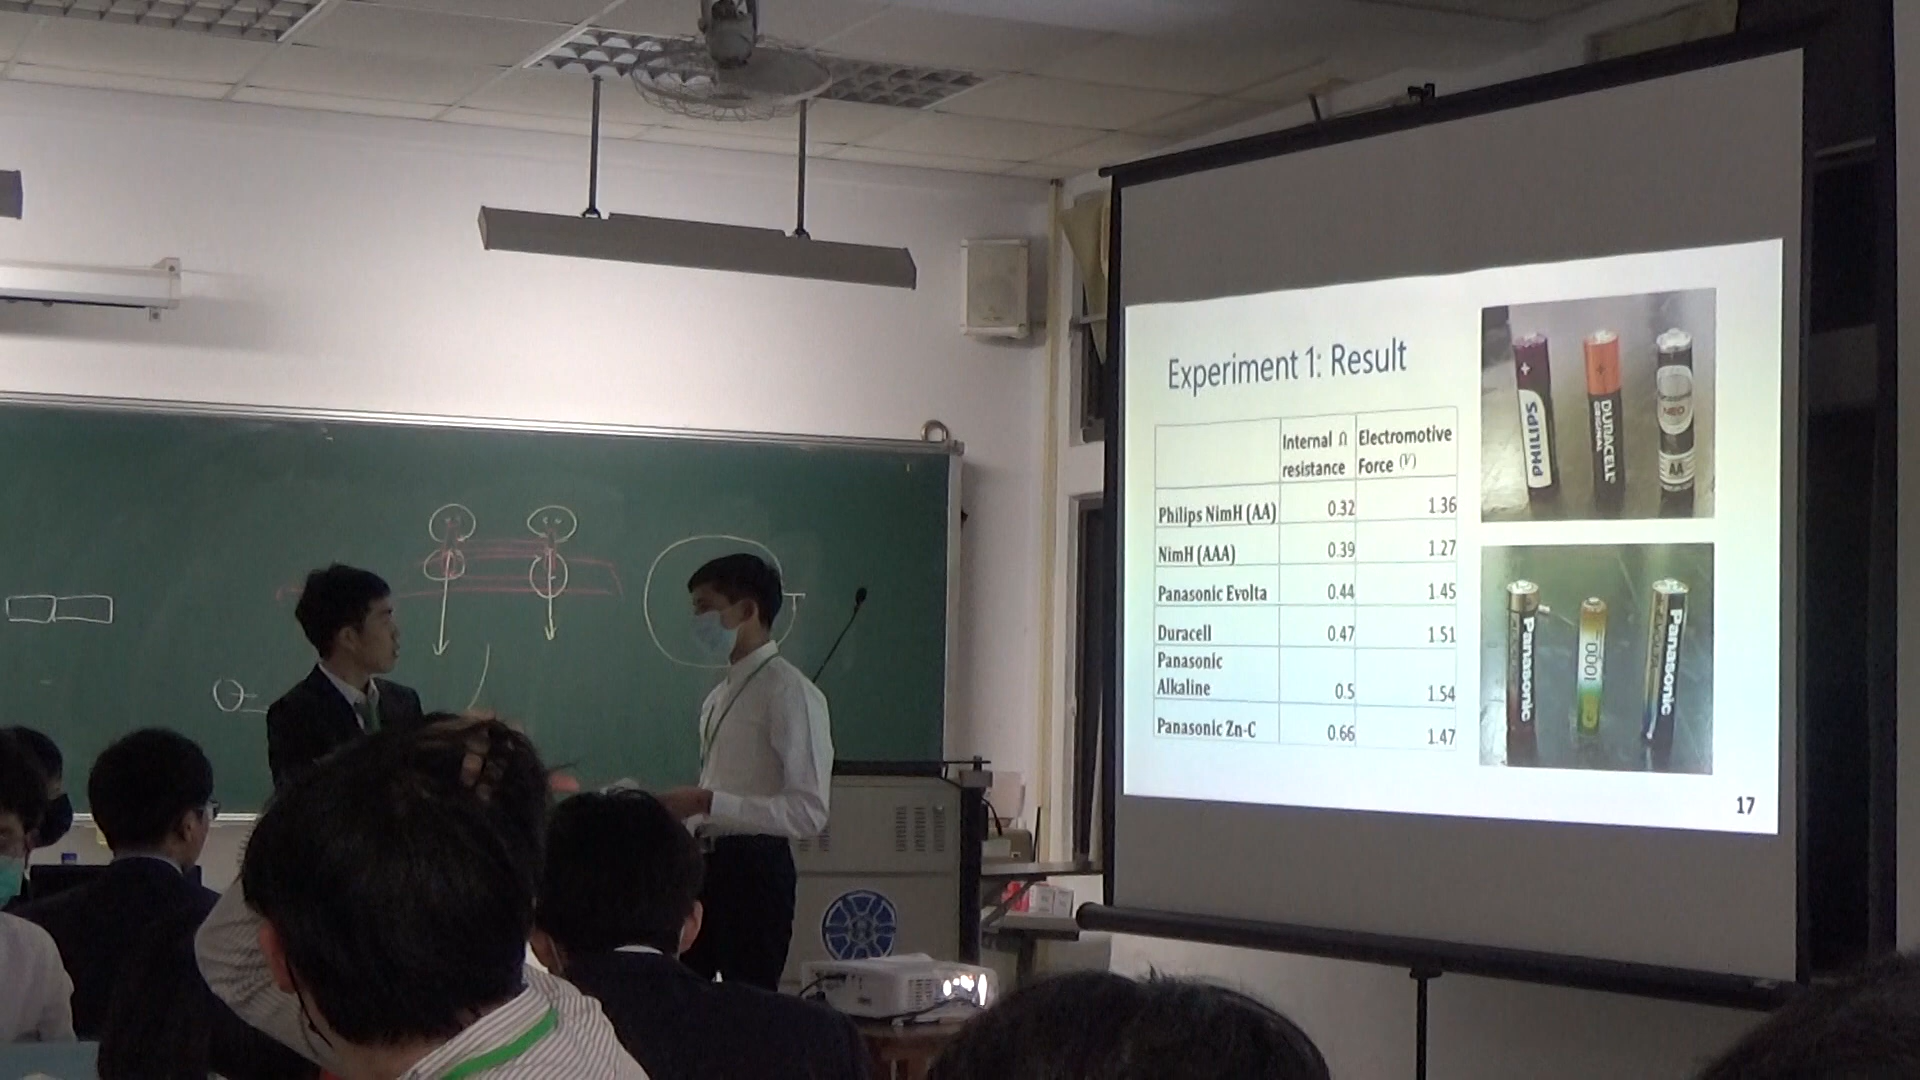 Experiment 1: Result
Internal Ω
resistance
Electromotive
Force (V)
Philips NimH (AA) 0.32 1.36
NimH (AAA) 0.39 1.27
Panasonic Evolta 0.44 1.45
Duracell 0.47 1.51
Panasonic
Alkaline 0.5 1.54
Panasonic Zn-C 0.66 1.47
+
PHILIPS
+
DURACELL
ORIGINAL
NEO
AA
Panasonic
1000
Panasonic
17